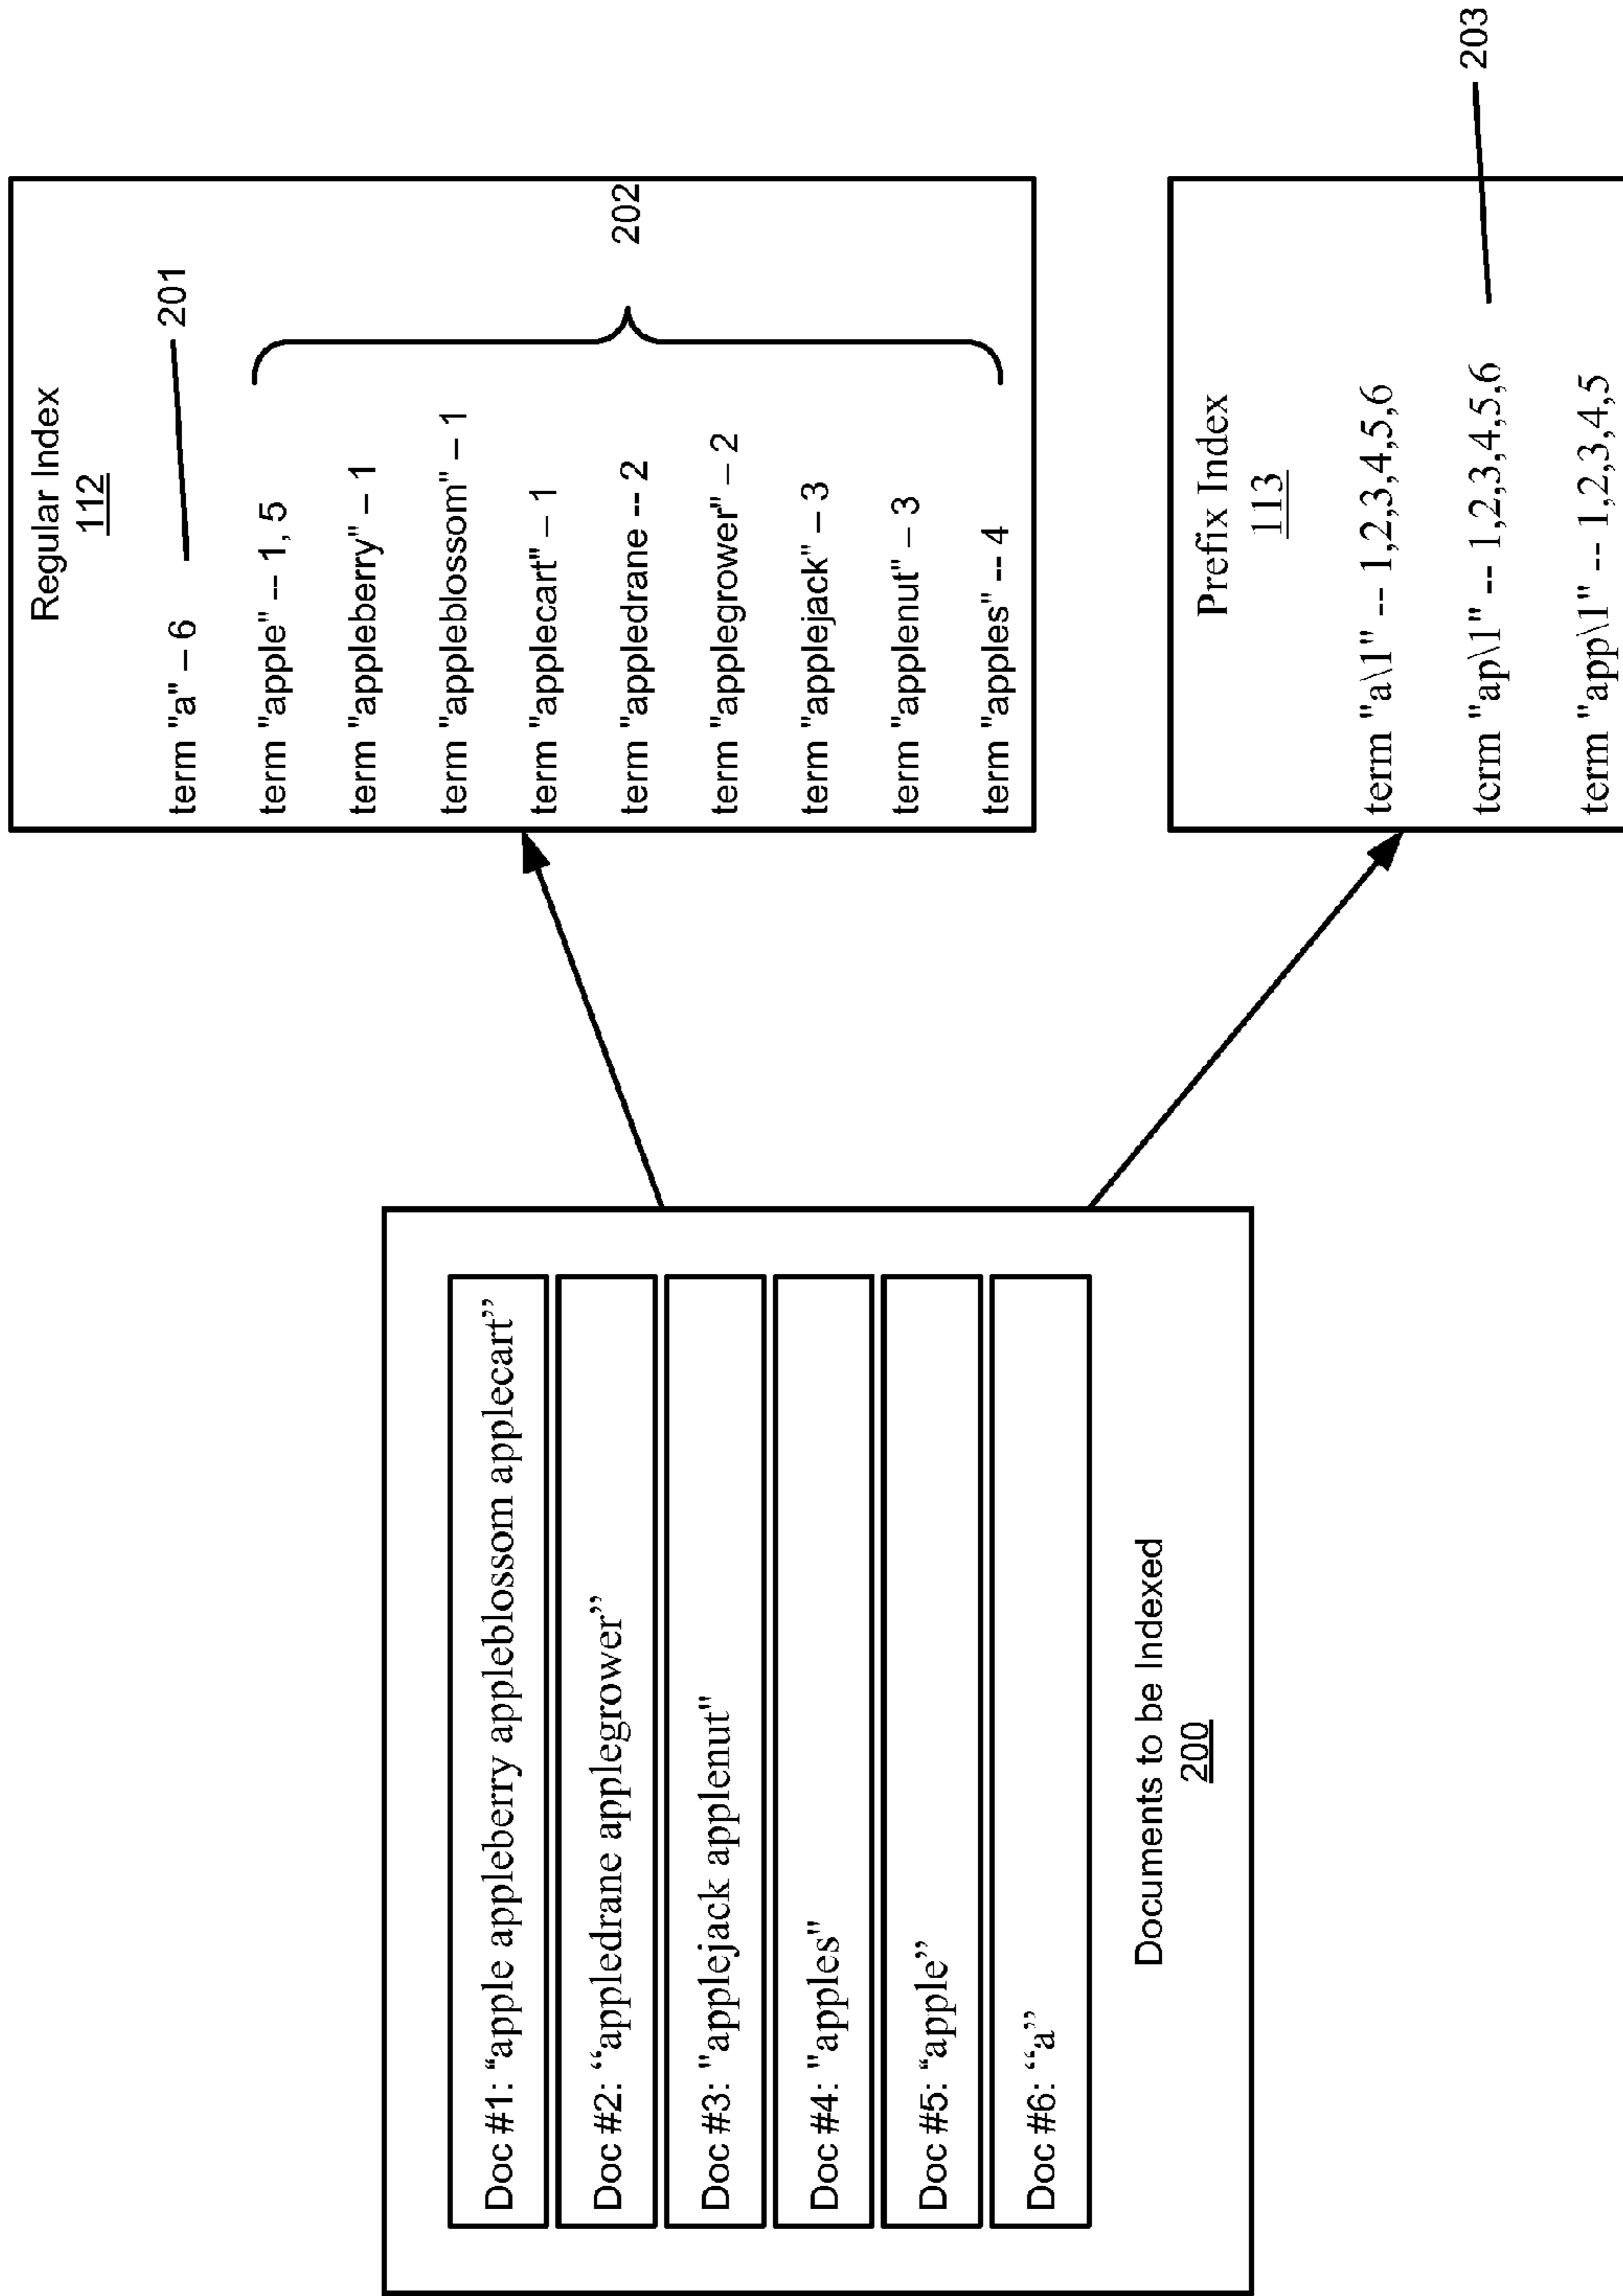 Regular Index
112
term "a" – 6
201
term "apple" -- 1, 5
term "appleberry" – 1
term "appleblossom" – 1
term "applecart" – 1
term "appledrane -- 2
term "applegrower" – 2
term "applejack" – 3
term "applenut" – 3
term "apples" -- 4
202
Doc #1: “apple appleberry appleblossom applecart”
Doc #2: “appledrane applegrower”
Doc #3: "applejack applenut"
Doc #4: "apples"
Doc #5: “apple”
Doc #6: “a”
Documents to be Indexed
200
Prefix Index
113
term "a\1" -- 1,2,3,4,5,6
term "ap\1" -- 1,2,3,4,5,6
203
term "app\1" -- 1,2,3,4,5